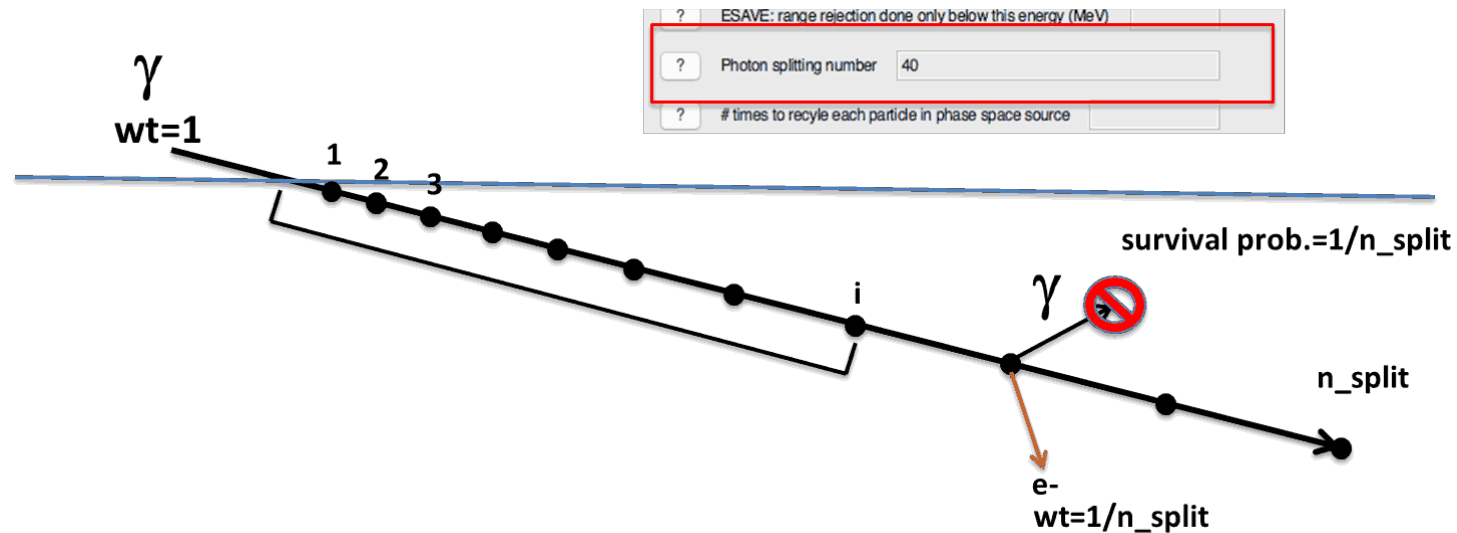 ? ESAVE: range rejection done only below this energy (MeV)
? Photon splitting number 40
? # times to recyle each particle in phase space source
γ
wt=1
1
2
3
survival prob.=1/n_split
i
γ
n_split
e-
wt=1/n_split